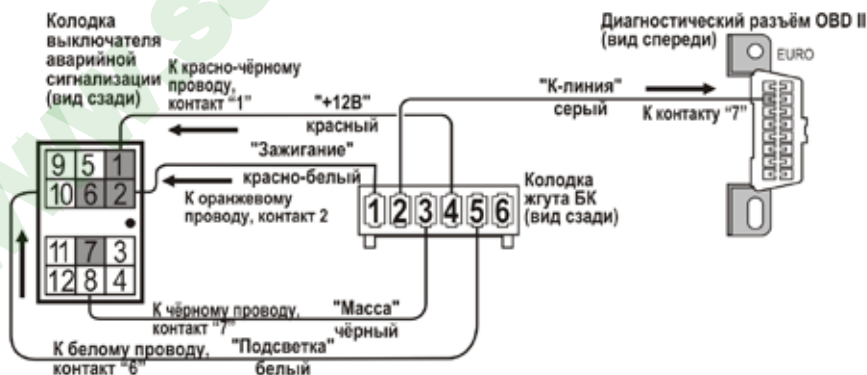 Колодка
выключателя
аварийной
сигнализации
(вид сзади)
К красно-чёрному
проводу,
контакт "1"
"+12В"
красный
"Зажигание"
красно-белый
К оранжевому
проводу, контакт 2
"К-линия"
серый
К контакту "7"
Диагностический разъём OBD II
(вид спереди)
EURO
9 5 1
10 6 2
11 7 3
12 8 4
1 2 3 4 5 6
Колодка
жгута БК
(вид сзади)
К чёрному проводу,
контакт "7"
"Масса"
чёрный
К белому проводу,
контакт "6"
"Подсветка"
белый